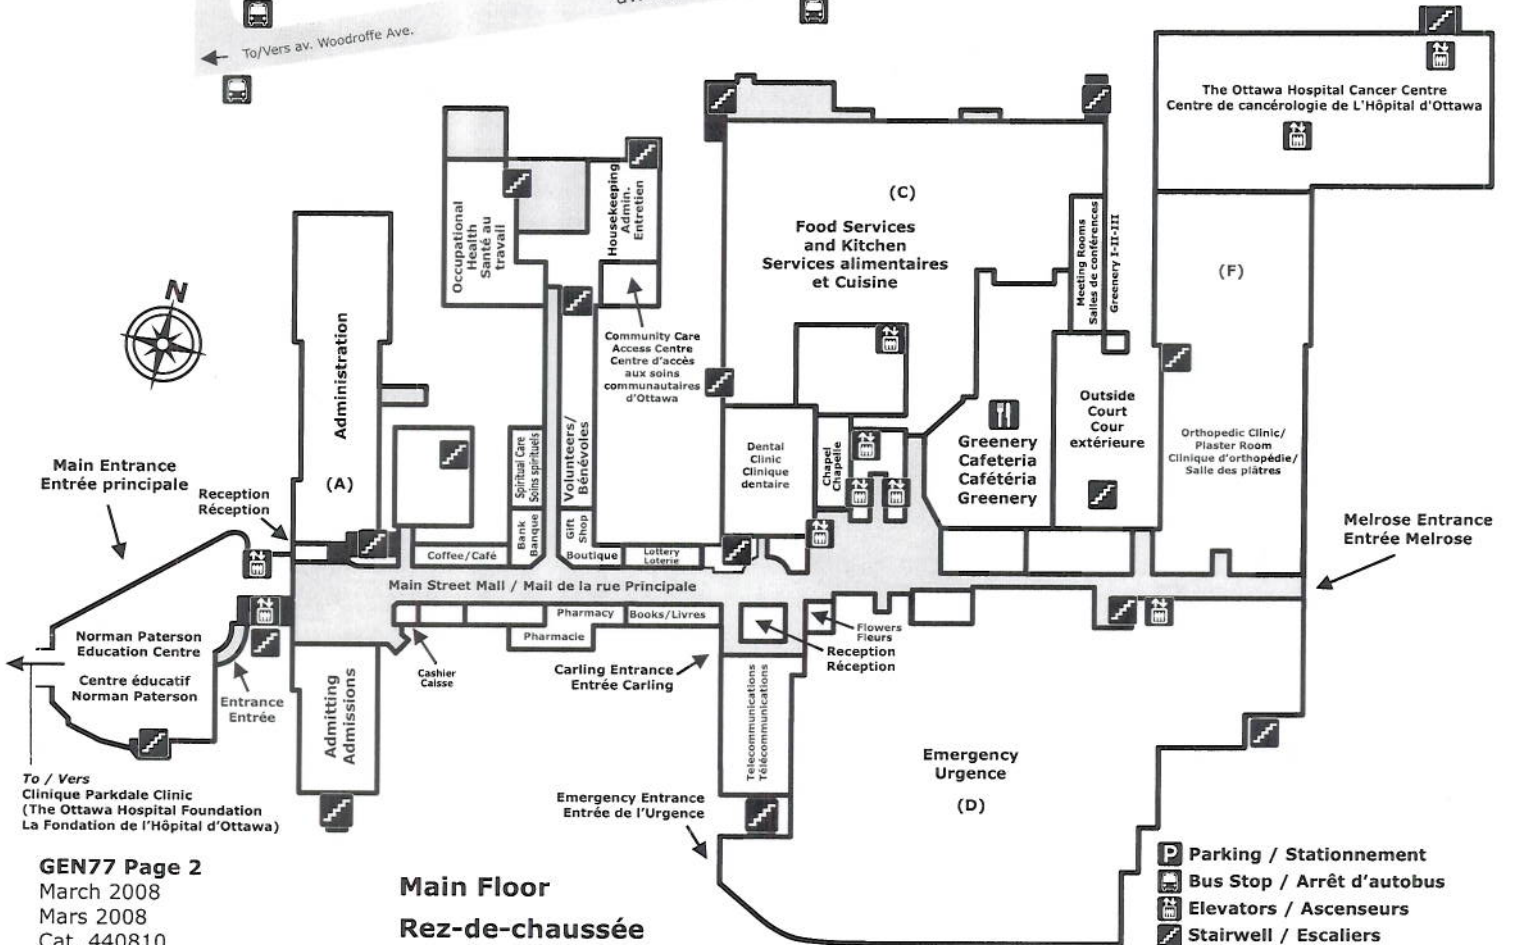 To/Vers av. Woodroffe Ave.
The Ottawa Hospital Cancer Centre
Centre de cancérologie de L'Hôpital d'Ottawa
Occupational
Health
Santé au
travail
Housekeeping
Admin.
Entretien
(C)
Food Services
and Kitchen
Services alimentaires
et Cuisine
Meeting Rooms
Salles de conférences
Greenery I-II-III
(F)
N
Administration
(A)
Community Care
Access Centre
Centre d'accès
aux soins
communautaires
d'Ottawa
Outside
Court
Cour
extérieure
Orthopedic Clinic/
Plaster Room
Clinique d'orthopédie/
Salle des plâtres
Greenery
Cafeteria
Cafétéria
Greenery
Dental
Clinic
Clinique
dentaire
Chapel
Chapelle
Spiritual Care
Soins spirituels
Volunteers/
Bénévoles
Main Entrance
Entrée principale
Reception
Réception
Bank
Banque
Gift
Shop
Boutique
Coffee/Café
Lottery
Loterie
Melrose Entrance
Entrée Melrose
Main Street Mall / Mail de la rue Principale
Pharmacy
Pharmacie
Books/Livres
Flowers
Fleurs
Reception
Réception
Norman Paterson
Education Centre
Centre éducatif
Norman Paterson
Entrance
Entrée
Cashier
Caisse
Carling Entrance
Entrée Carling
Admitting
Admissions
Telecommunications
Télécommunications
Emergency
Urgence
(D)
To / Vers
Clinique Parkdale Clinic
(The Ottawa Hospital Foundation
La Fondation de l'Hôpital d'Ottawa)
Emergency Entrance
Entrée de l'Urgence
GEN77 Page 2
March 2008
Mars 2008
Cat. 440810
Main Floor
Rez-de-chaussée
P Parking / Stationnement
Bus Stop / Arrêt d'autobus
Elevators / Ascenseurs
Stairwell / Escaliers